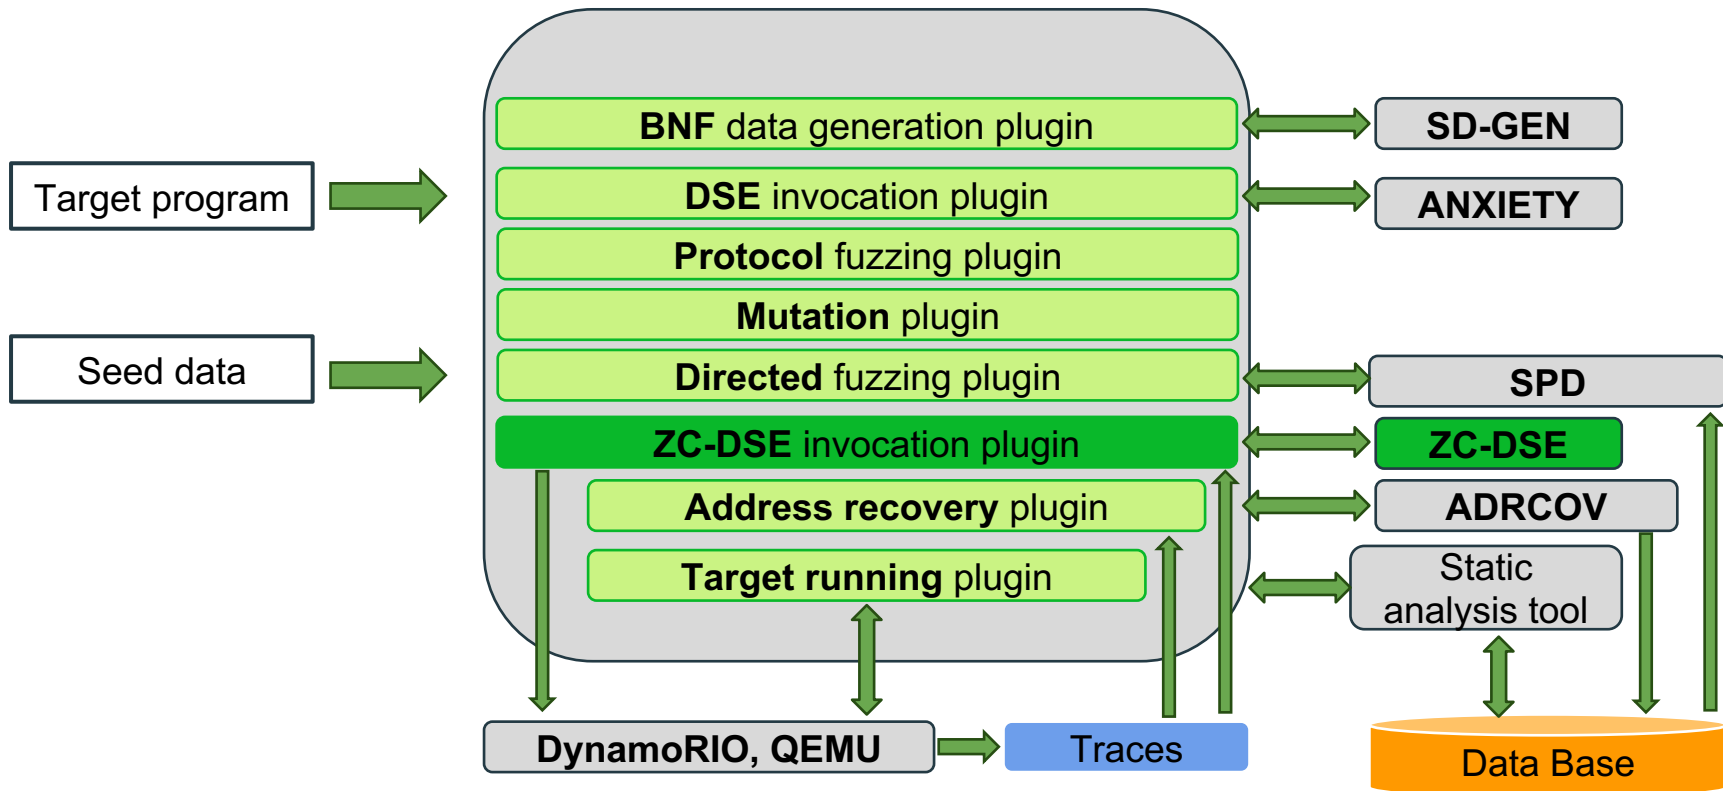 BNF data generation plugin
SD-GEN
Target program
DSE invocation plugin
ANXIETY
Protocol fuzzing plugin
Mutation plugin
Seed data
Directed fuzzing plugin
SPD
ZC-DSE invocation plugin
ZC-DSE
Address recovery plugin
ADRCOV
Target running plugin
Static
analysis tool
DynamoRIO, QEMU
Traces
Data Base